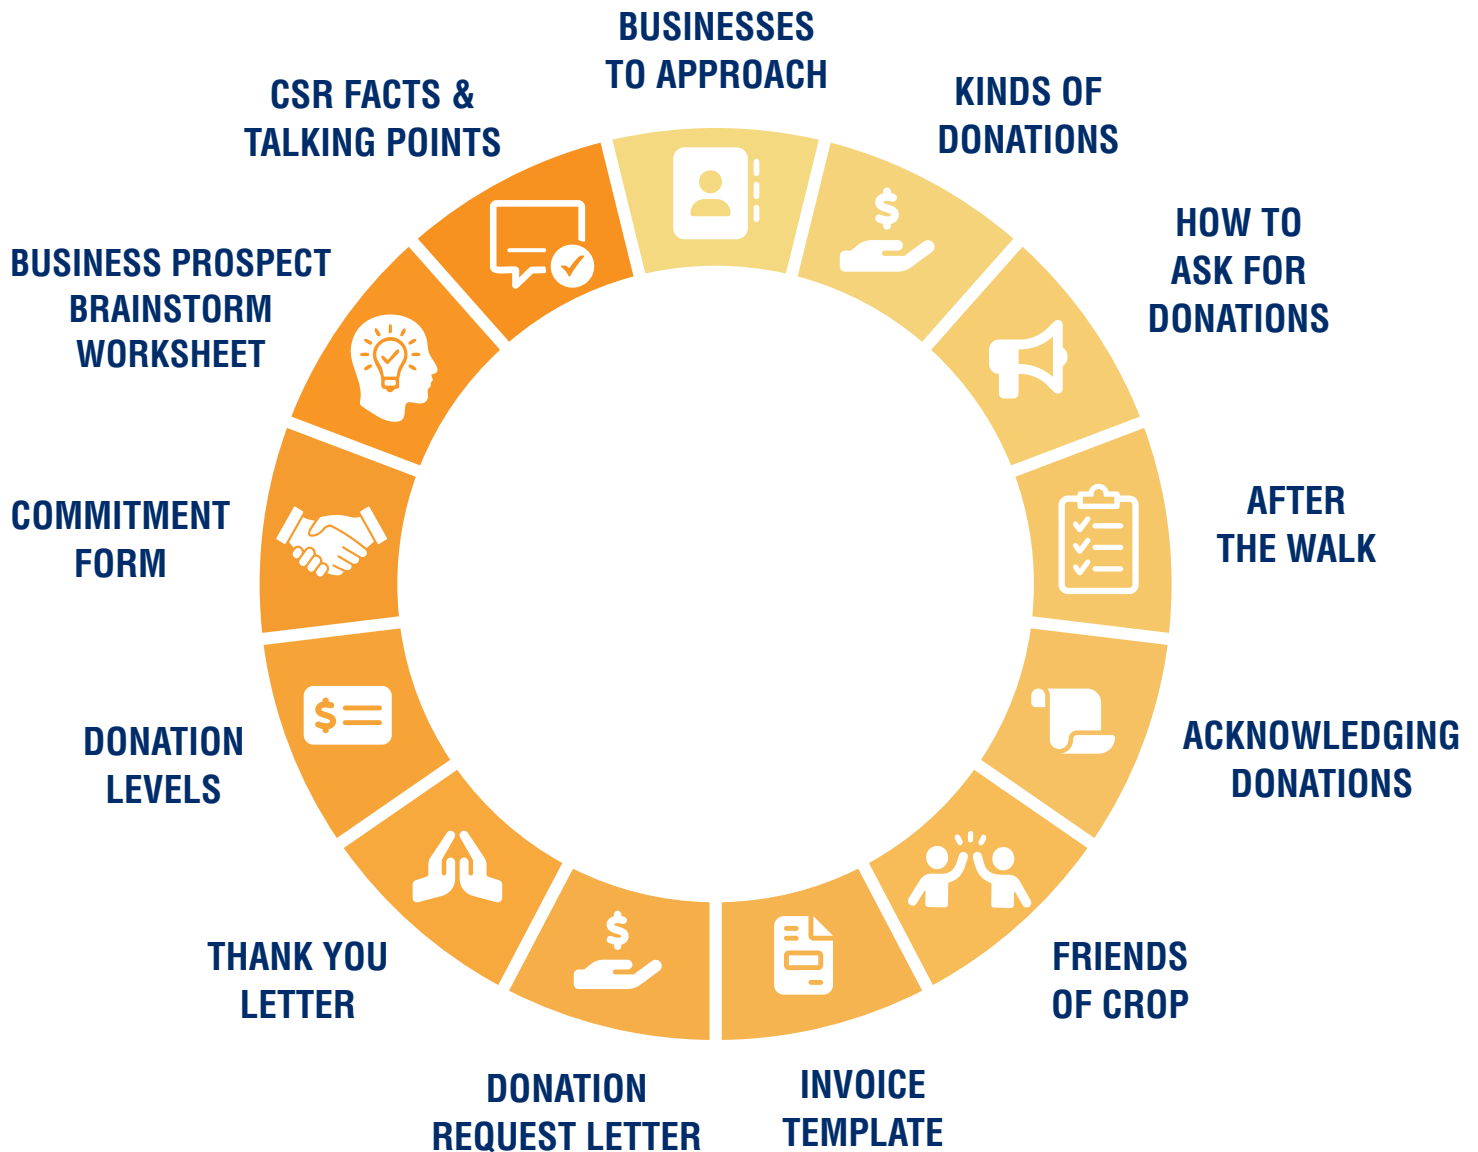 BUSINESSES
TO APPROACH
KINDS OF
DONATIONS
HOW TO
ASK FOR
DONATIONS
AFTER
THE WALK
ACKNOWLEDGING
DONATIONS
FRIENDS
OF CROP
INVOICE
TEMPLATE
DONATION
REQUEST LETTER
THANK YOU
LETTER
DONATION
LEVELS
COMMITMENT
FORM
BUSINESS PROSPECT
BRAINSTORM
WORKSHEET
CSR FACTS &
TALKING POINTS
$
$
$